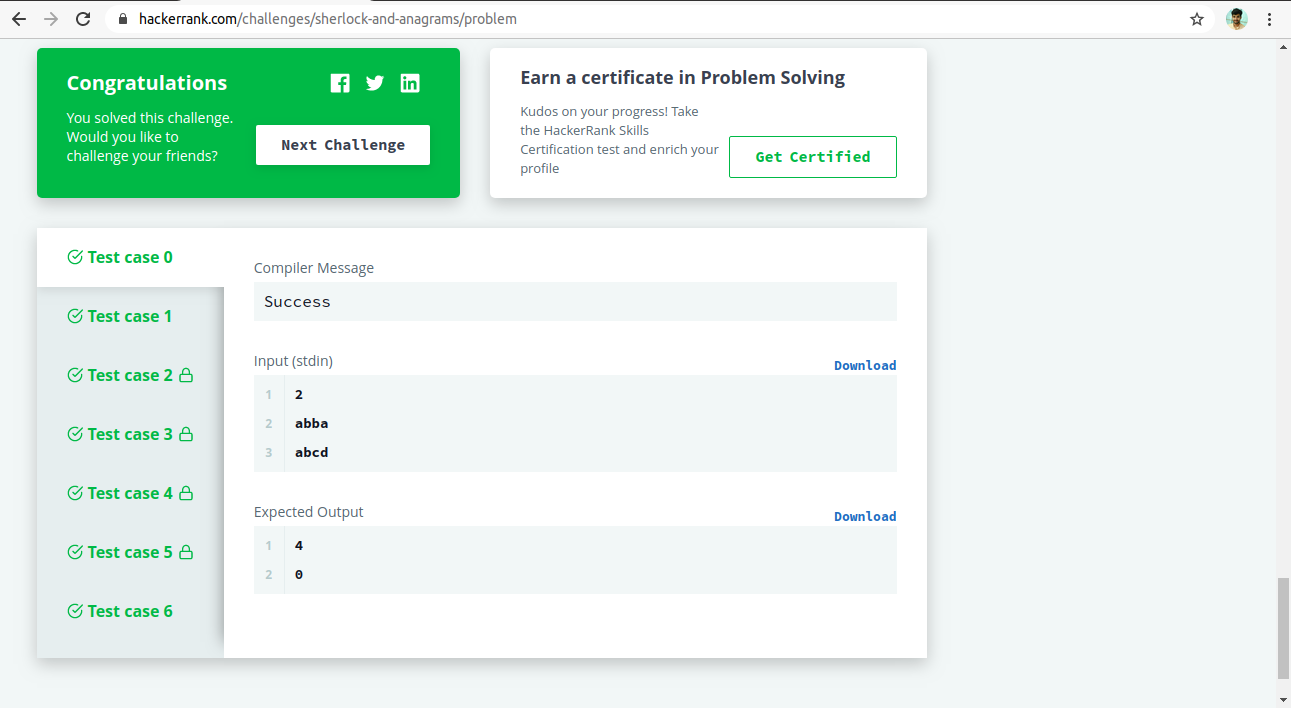 hackerrank.com/challenges/sherlock-and-anagrams/problem
Congratulations
You solved this challenge.
Would you like to
challenge your friends?
Next Challenge
Earn a certificate in Problem Solving
Kudos on your progress! Take
the HackerRank Skills
Certification test and enrich your
profile
Get Certified
Test case 0
Test case 1
Test case 2
Test case 3
Test case 4
Test case 5
Test case 6
Compiler Message
Success
Input (stdin)
Download
1 2
2 abba
3 abcd
Expected Output
Download
1 4
2 0